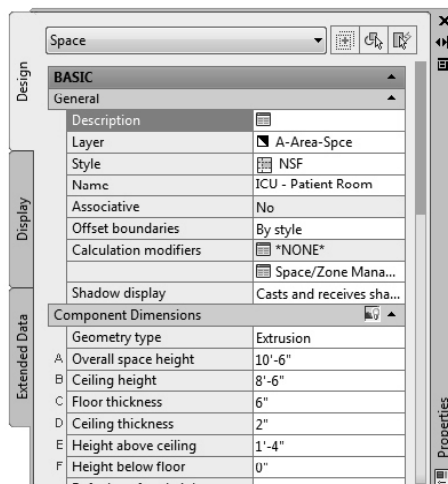 Space
Design
BASIC
General
Description
Layer A-Area-Spce
Style NSF
Name ICU - Patient Room
Associative No
Offset boundaries By style
Calculation modifiers *NONE*
Space/Zone Mana...
Shadow display Casts and receives sha...
Display
Component Dimensions
Geometry type Extrusion
A Overall space height 10'-6"
B Ceiling height 8'-6"
C Floor thickness 6"
D Ceiling thickness 2"
E Height above ceiling 1'-4"
F Height below floor 0"
Extended Data
Properties